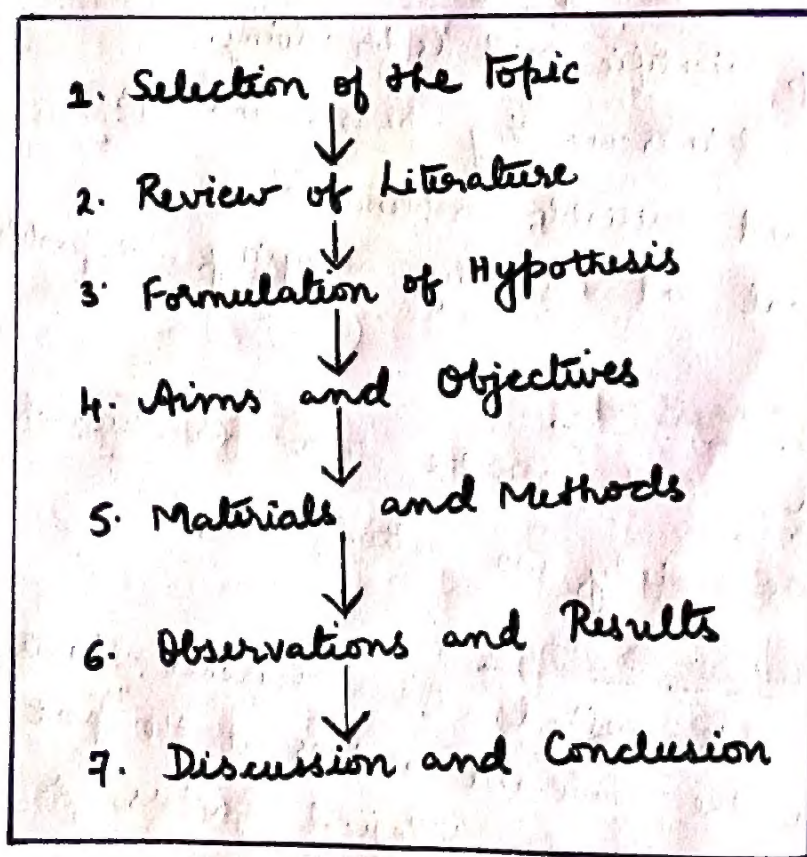 1. Selection of the Topic
2. Review of Literature
3. Formulation of Hypothesis
4. Aims and Objectives
5. Materials and Methods
6. Observations and Results
7. Discussion and Conclusion